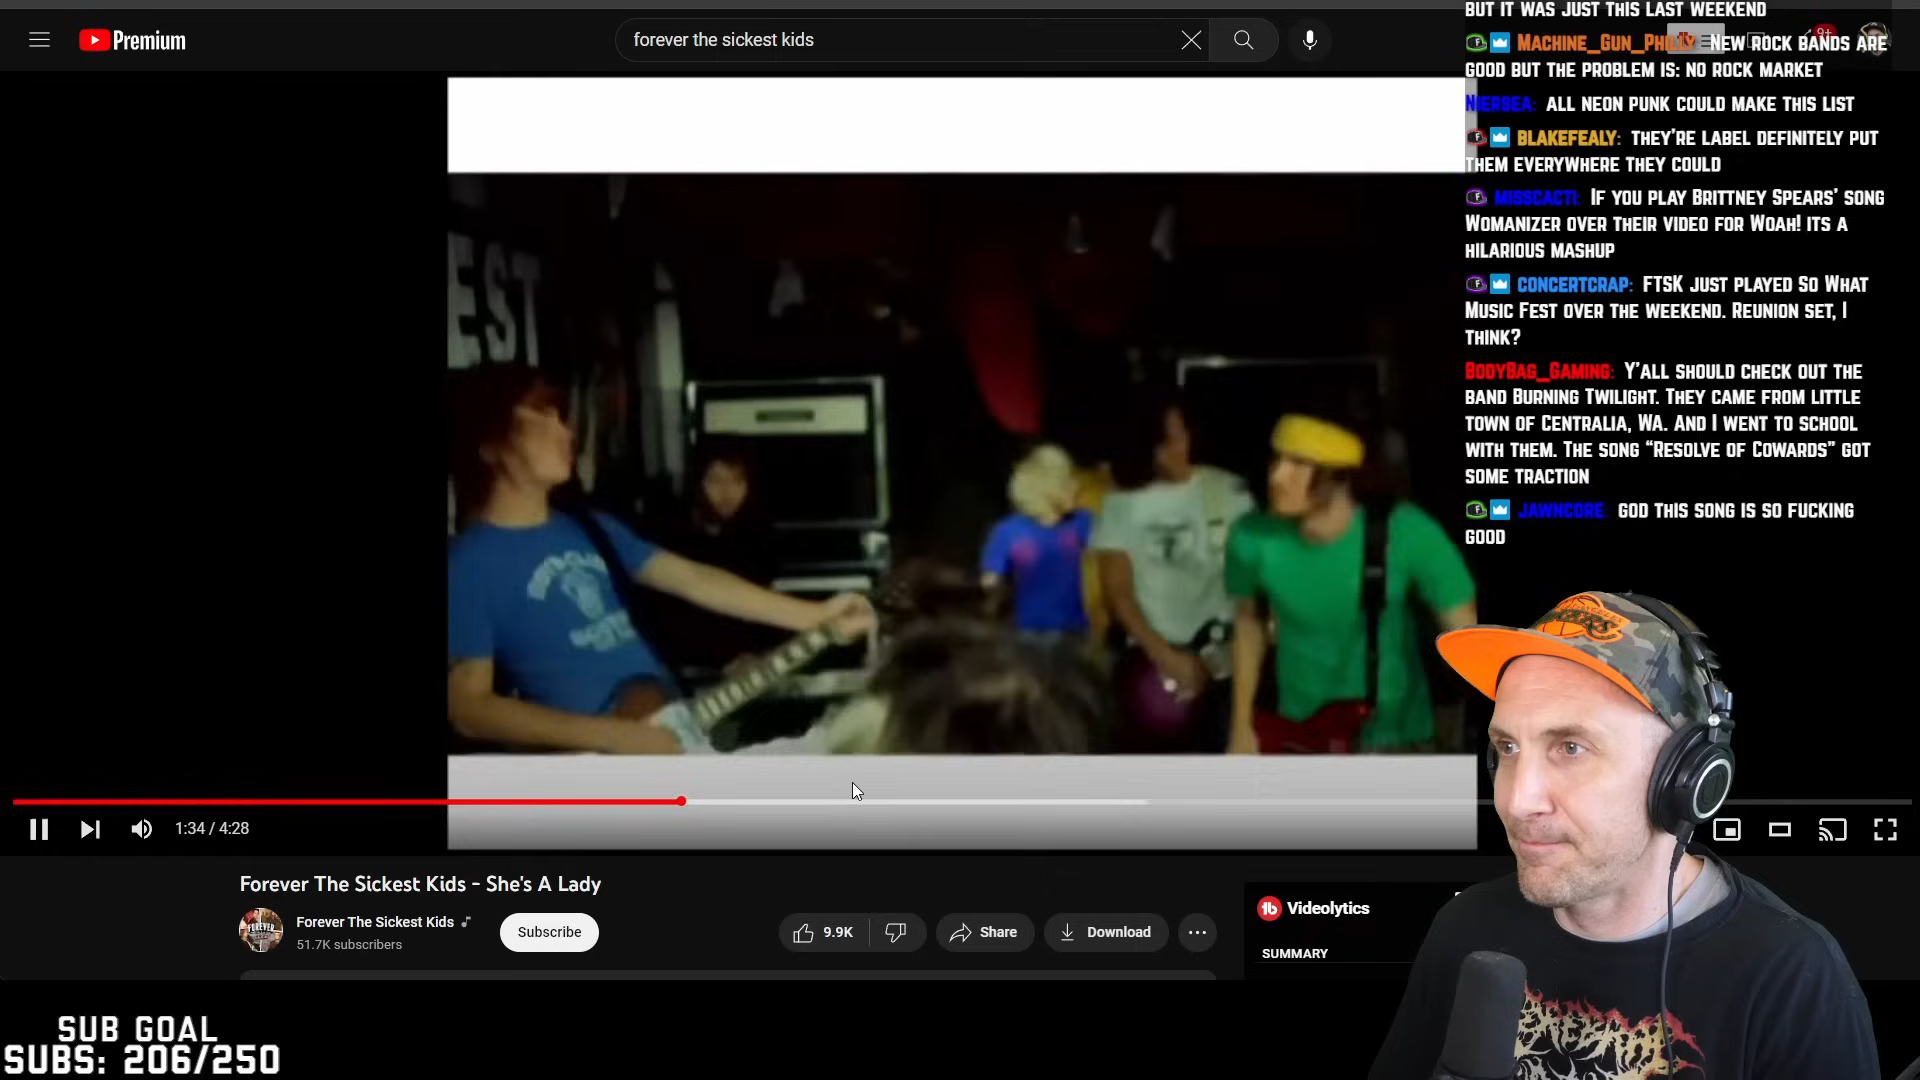 Premium
forever the sickest kids
9+
BUT IT WAS JUST THIS LAST WEEKEND
MACHINE_GUN_PHILLY: NEW ROCK BANDS ARE
GOOD BUT THE PROBLEM IS: NO ROCK MARKET
NIERSEA: ALL NEON PUNK COULD MAKE THIS LIST
BLAKEFEALY: THEY'RE LABEL DEFINITELY PUT
THEM EVERYWHERE THEY COULD
MISSCACTI: IF YOU PLAY BRITTNEY SPEARS' SONG
WOMANIZER OVER THEIR VIDEO FOR WOAH! ITS A
HILARIOUS MASHUP
CONCERTCRAP: FTSK JUST PLAYED SO WHAT
MUSIC FEST OVER THE WEEKEND. REUNION SET, I
THINK?
BODYBAG_GAMING: Y'ALL SHOULD CHECK OUT THE
BAND BURNING TWILIGHT. THEY CAME FROM LITTLE
TOWN OF CENTRALIA, WA. AND I WENT TO SCHOOL
WITH THEM. THE SONG "RESOLVE OF COWARDS" GOT
SOME TRACTION
JAWNCORE: GOD THIS SONG IS SO FUCKING
GOOD
EST
1:34 / 4:28
Forever The Sickest Kids - She's A Lady
Forever The Sickest Kids
51.7K subscribers
Subscribe
9.9K
Share
Download
Videolytics
SUMMARY
SUB GOAL
SUBS: 206/250